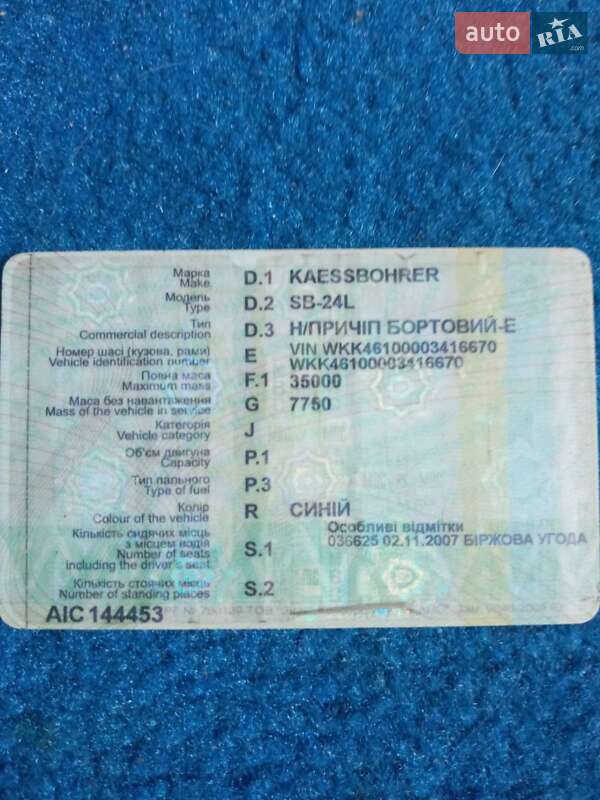 auto RIA .com
Марка D.1 KAESSBOHRER
Make
Модель D.2 SB-24L
Type
Тип D.3 Н/ПРИЧІП БОРТОВИЙ-Е
Commercial description
Номер шасі (кузова, рами) E VIN WKK46100003416670
Vehicle identification number WKK46100003416670
Повна маса F.1 35000
Maximum mass
Маса без навантаження G 7750
Mass of the vehicle in service
Категорія J
Vehicle category
Об'єм двигуна P.1
Capacity
Тип пального P.3
Type of fuel
Колір R СИНІЙ
Colour of the vehicle
Особливі відмітки
Кількість сидячих місць
з місцем водія S.1 036625 02.11.2007 БІРЖОВА УГОДА
Number of seats
including the driver's seat
Кількість стоячих місць S.2
Number of standing places
АІС 144453